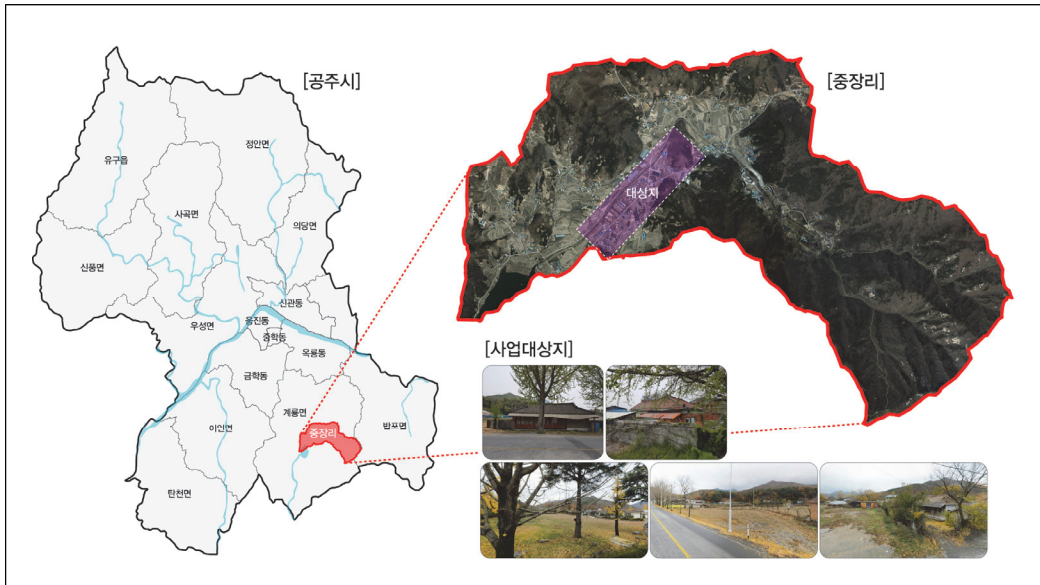 [공주시]
유구읍
정안면
사곡면
의당면
신풍면
신관동
우성면
웅진동
중학동
옥룡동
금학동
계룡면
반포면
이인면
중장리
탄천면
[중장리]
대상지
[사업대상지]